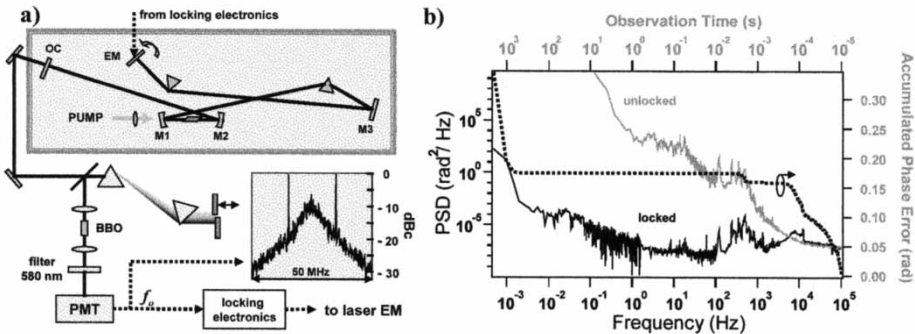 a)
from locking electronics
OC
EM
PUMP
M1
M2
M3
BBO
filter
580 nm
PMT
fo
locking
electronics
to laser EM
50 MHz
0
-10
-20
-30
dBc
b)
Observation Time (s)
10^3 10^1 10^0 10^-1 10^-2 10^-3 10^-4 10^-5
unlocked
locked
PSD (rad^2/ Hz)
10^5
10^0
10^-5
Accumulated Phase Error (rad)
0.30
0.25
0.20
0.15
0.10
0.05
0.00
10^-3 10^-2 10^-1 10^0 10^1 10^2 10^3 10^4 10^5
Frequency (Hz)